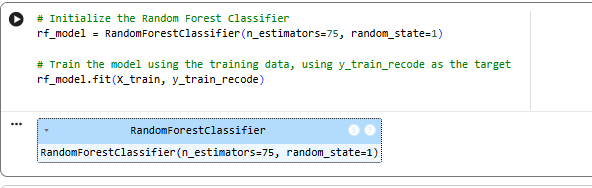 # Initialize the Random Forest Classifier
rf_model = RandomForestClassifier(n_estimators=75, random_state=1)
# Train the model using the training data, using y_train_recode as the target
rf_model.fit(X_train, y_train_recode)
RandomForestClassifier
RandomForestClassifier(n_estimators=75, random_state=1)